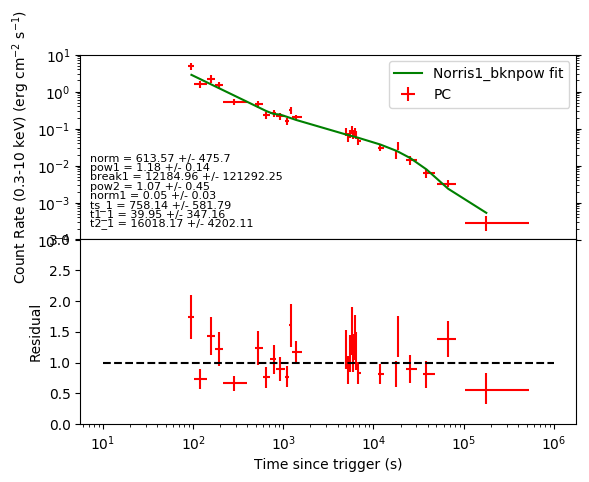 Count Rate (0.3-10 keV) (erg cm⁻² s⁻¹)
10¹
10⁰
10⁻¹
10⁻²
10⁻³
Norris1_bknpow fit
PC
norm = 613.57 +/- 475.7
pow1 = 1.18 +/- 0.14
break1 = 12184.96 +/- 121292.25
pow2 = 1.07 +/- 0.45
norm1 = 0.05 +/- 0.03
ts_1 = 758.14 +/- 581.79
t1_1 = 39.95 +/- 347.16
t2_1 = 16018.17 +/- 4202.11
Residual
3.0
2.5
2.0
1.5
1.0
0.5
0.0
10¹ 10² 10³ 10⁴ 10⁵ 10⁶
Time since trigger (s)